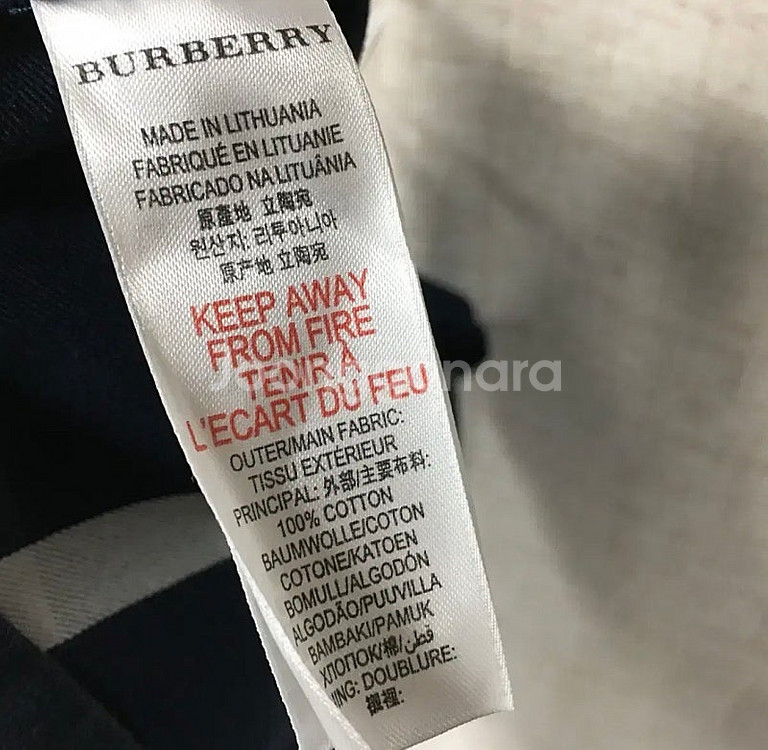 BURBERRY
MADE IN LITHUANIA
FABRIQUÉ EN LITUANIE
FABRICADO NA LITUÂNIA
原產地 立陶宛
원산지: 리투아니아
原产地 立陶宛
KEEP AWAY
FROM FIRE
TENIR À
L'ECART DU FEU
OUTER/MAIN FABRIC:
TISSU EXTÉRIEUR
PRINCIPAL: 外部/主要布料:
100% COTTON
BAUMWOLLE/COTON
COTONE/KATOEN
BOMULL/ALGODÓN
ALGODÃO/PUUVILLA
BAMBAKI/PAMUK
ХЛОПОК/棉/قطن
NING: DOUBLURE:
襯裡: